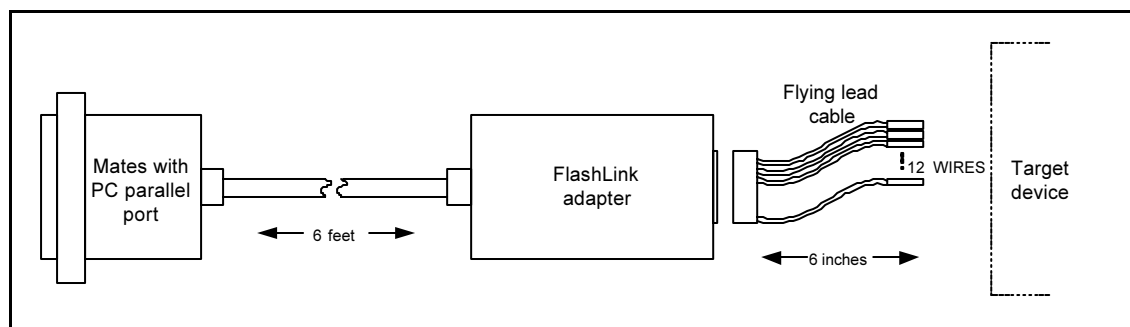 Mates with
PC parallel
port
6 feet
FlashLink
adapter
Flying lead
cable
12 WIRES
6 inches
Target
device